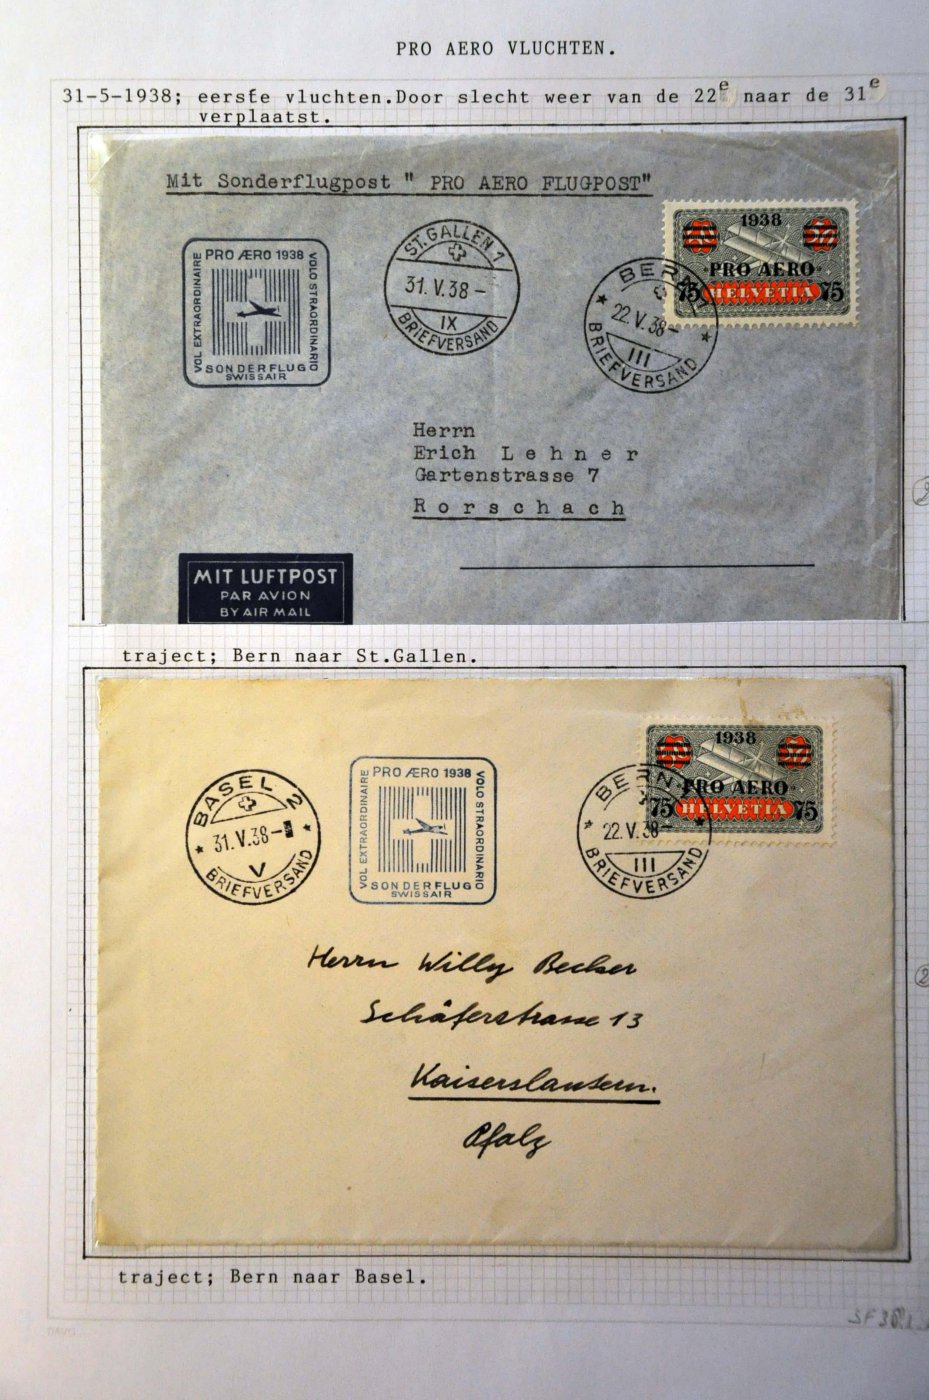 PRO AERO VLUCHTEN.
31-5-1938; eersfe vluchten.Door slecht weer van de 22e naar de 31e
verplaatst.
Mit Sonderflugpost " PRO AERO FLUGPOST"
PRO ÆRO 1938
VOL EXTRAORDINAIRE
VOLO STRAORDINARIO
SONDERFLUG
SWISSAIR
ST. GALLEN 1
31. V. 38 -
IX
BRIEFVERSAND
BERN 1
22. V. 38 -
III
BRIEFVERSAND
1938
PRO AERO
75 HELVETIA 75
Herrn
Erich Lehner
Gartenstrasse 7
Rorschach
MIT LUFTPOST
PAR AVION
BY AIR MAIL
traject; Bern naar St.Gallen.
BASEL 2
31. V. 38 -
V
BRIEFVERSAND
PRO ÆRO 1938
VOL EXTRAORDINAIRE
VOLO STRAORDINARIO
SONDERFLUG
SWISSAIR
BERN
22. V. 38 -
III
BRIEFVERSAND
1938
PRO AERO
75 HELVETIA 75
Herrn Willy Becker
Schäferstrasse 13
Kaiserslautern.
Pfalz
traject; Bern naar Basel.
DAVO